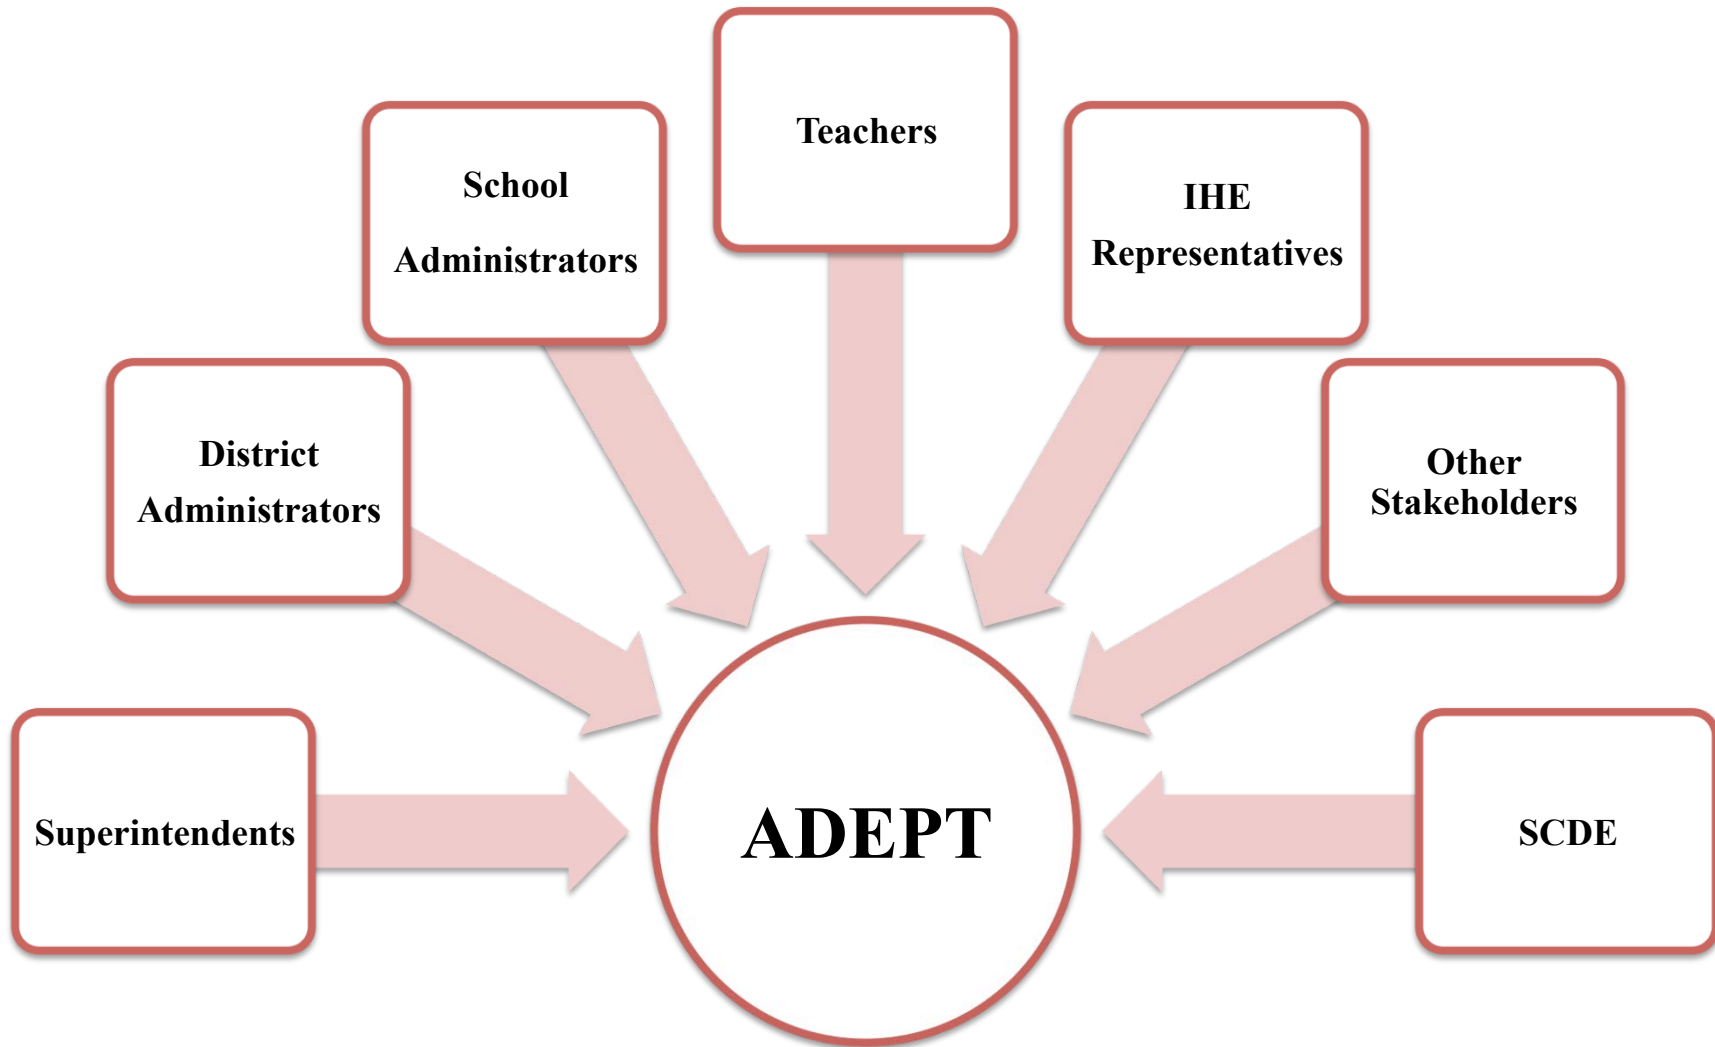 Teachers
School
Administrators
IHE
Representatives
District
Administrators
Other
Stakeholders
Superintendents
ADEPT
SCDE